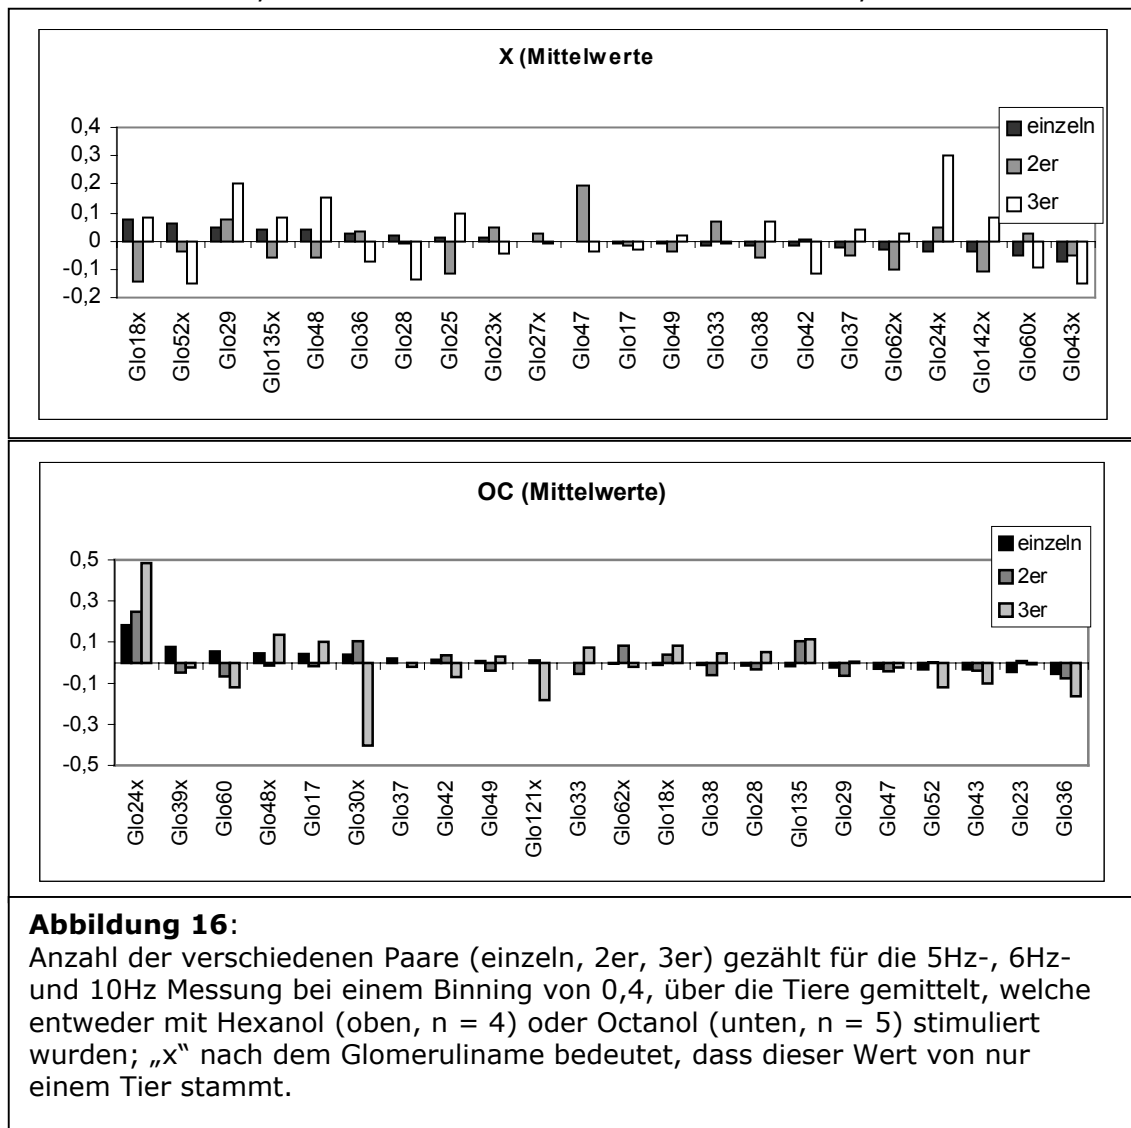 X (Mittelwerte
0,4
0,3
0,2
0,1
0
-0,1
-0,2
einzeln
2er
3er
Glo18x
Glo52x
Glo29
Glo135x
Glo48
Glo36
Glo28
Glo25
Glo23x
Glo27x
Glo47
Glo17
Glo49
Glo33
Glo38
Glo42
Glo37
Glo62x
Glo24x
Glo142x
Glo60x
Glo43x
OC (Mittelwerte)
0,5
0,3
0,1
-0,1
-0,3
-0,5
einzeln
2er
3er
Glo24x
Glo39x
Glo60
Glo48x
Glo17
Glo30x
Glo37
Glo42
Glo49
Glo121x
Glo33
Glo62x
Glo18x
Glo38
Glo28
Glo135
Glo29
Glo47
Glo52
Glo43
Glo23
Glo36
Abbildung 16:
Anzahl der verschiedenen Paare (einzeln, 2er, 3er) gezählt für die 5Hz-, 6Hz-
und 10Hz Messung bei einem Binning von 0,4, über die Tiere gemittelt, welche
entweder mit Hexanol (oben, n = 4) oder Octanol (unten, n = 5) stimuliert
wurden; „x“ nach dem Glomeruliname bedeutet, dass dieser Wert von nur
einem Tier stammt.